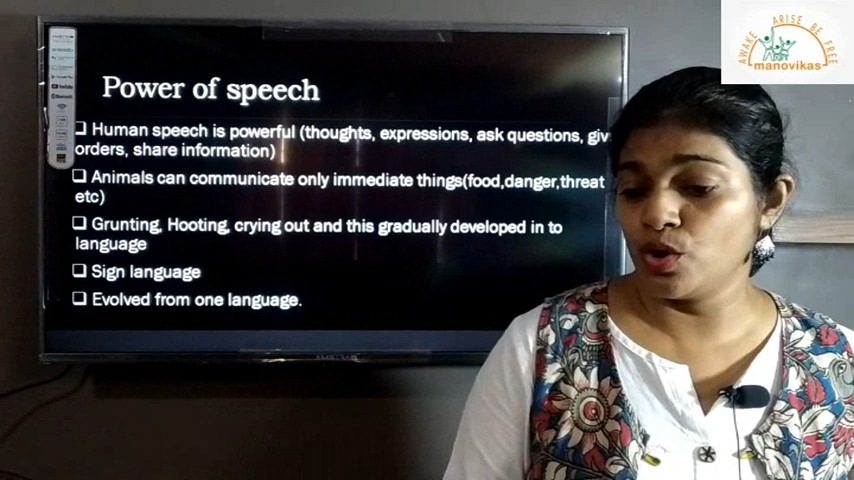 AWAKE ARISE BE FREE
manovikas
Power of speech
❑ Human speech is powerful (thoughts, expressions, ask questions, giv
orders, share information)
❑ Animals can communicate only immediate things(food,danger,threat
etc)
❑ Grunting, Hooting, crying out and this gradually developed in to
language
❑ Sign language
❑ Evolved from one language.